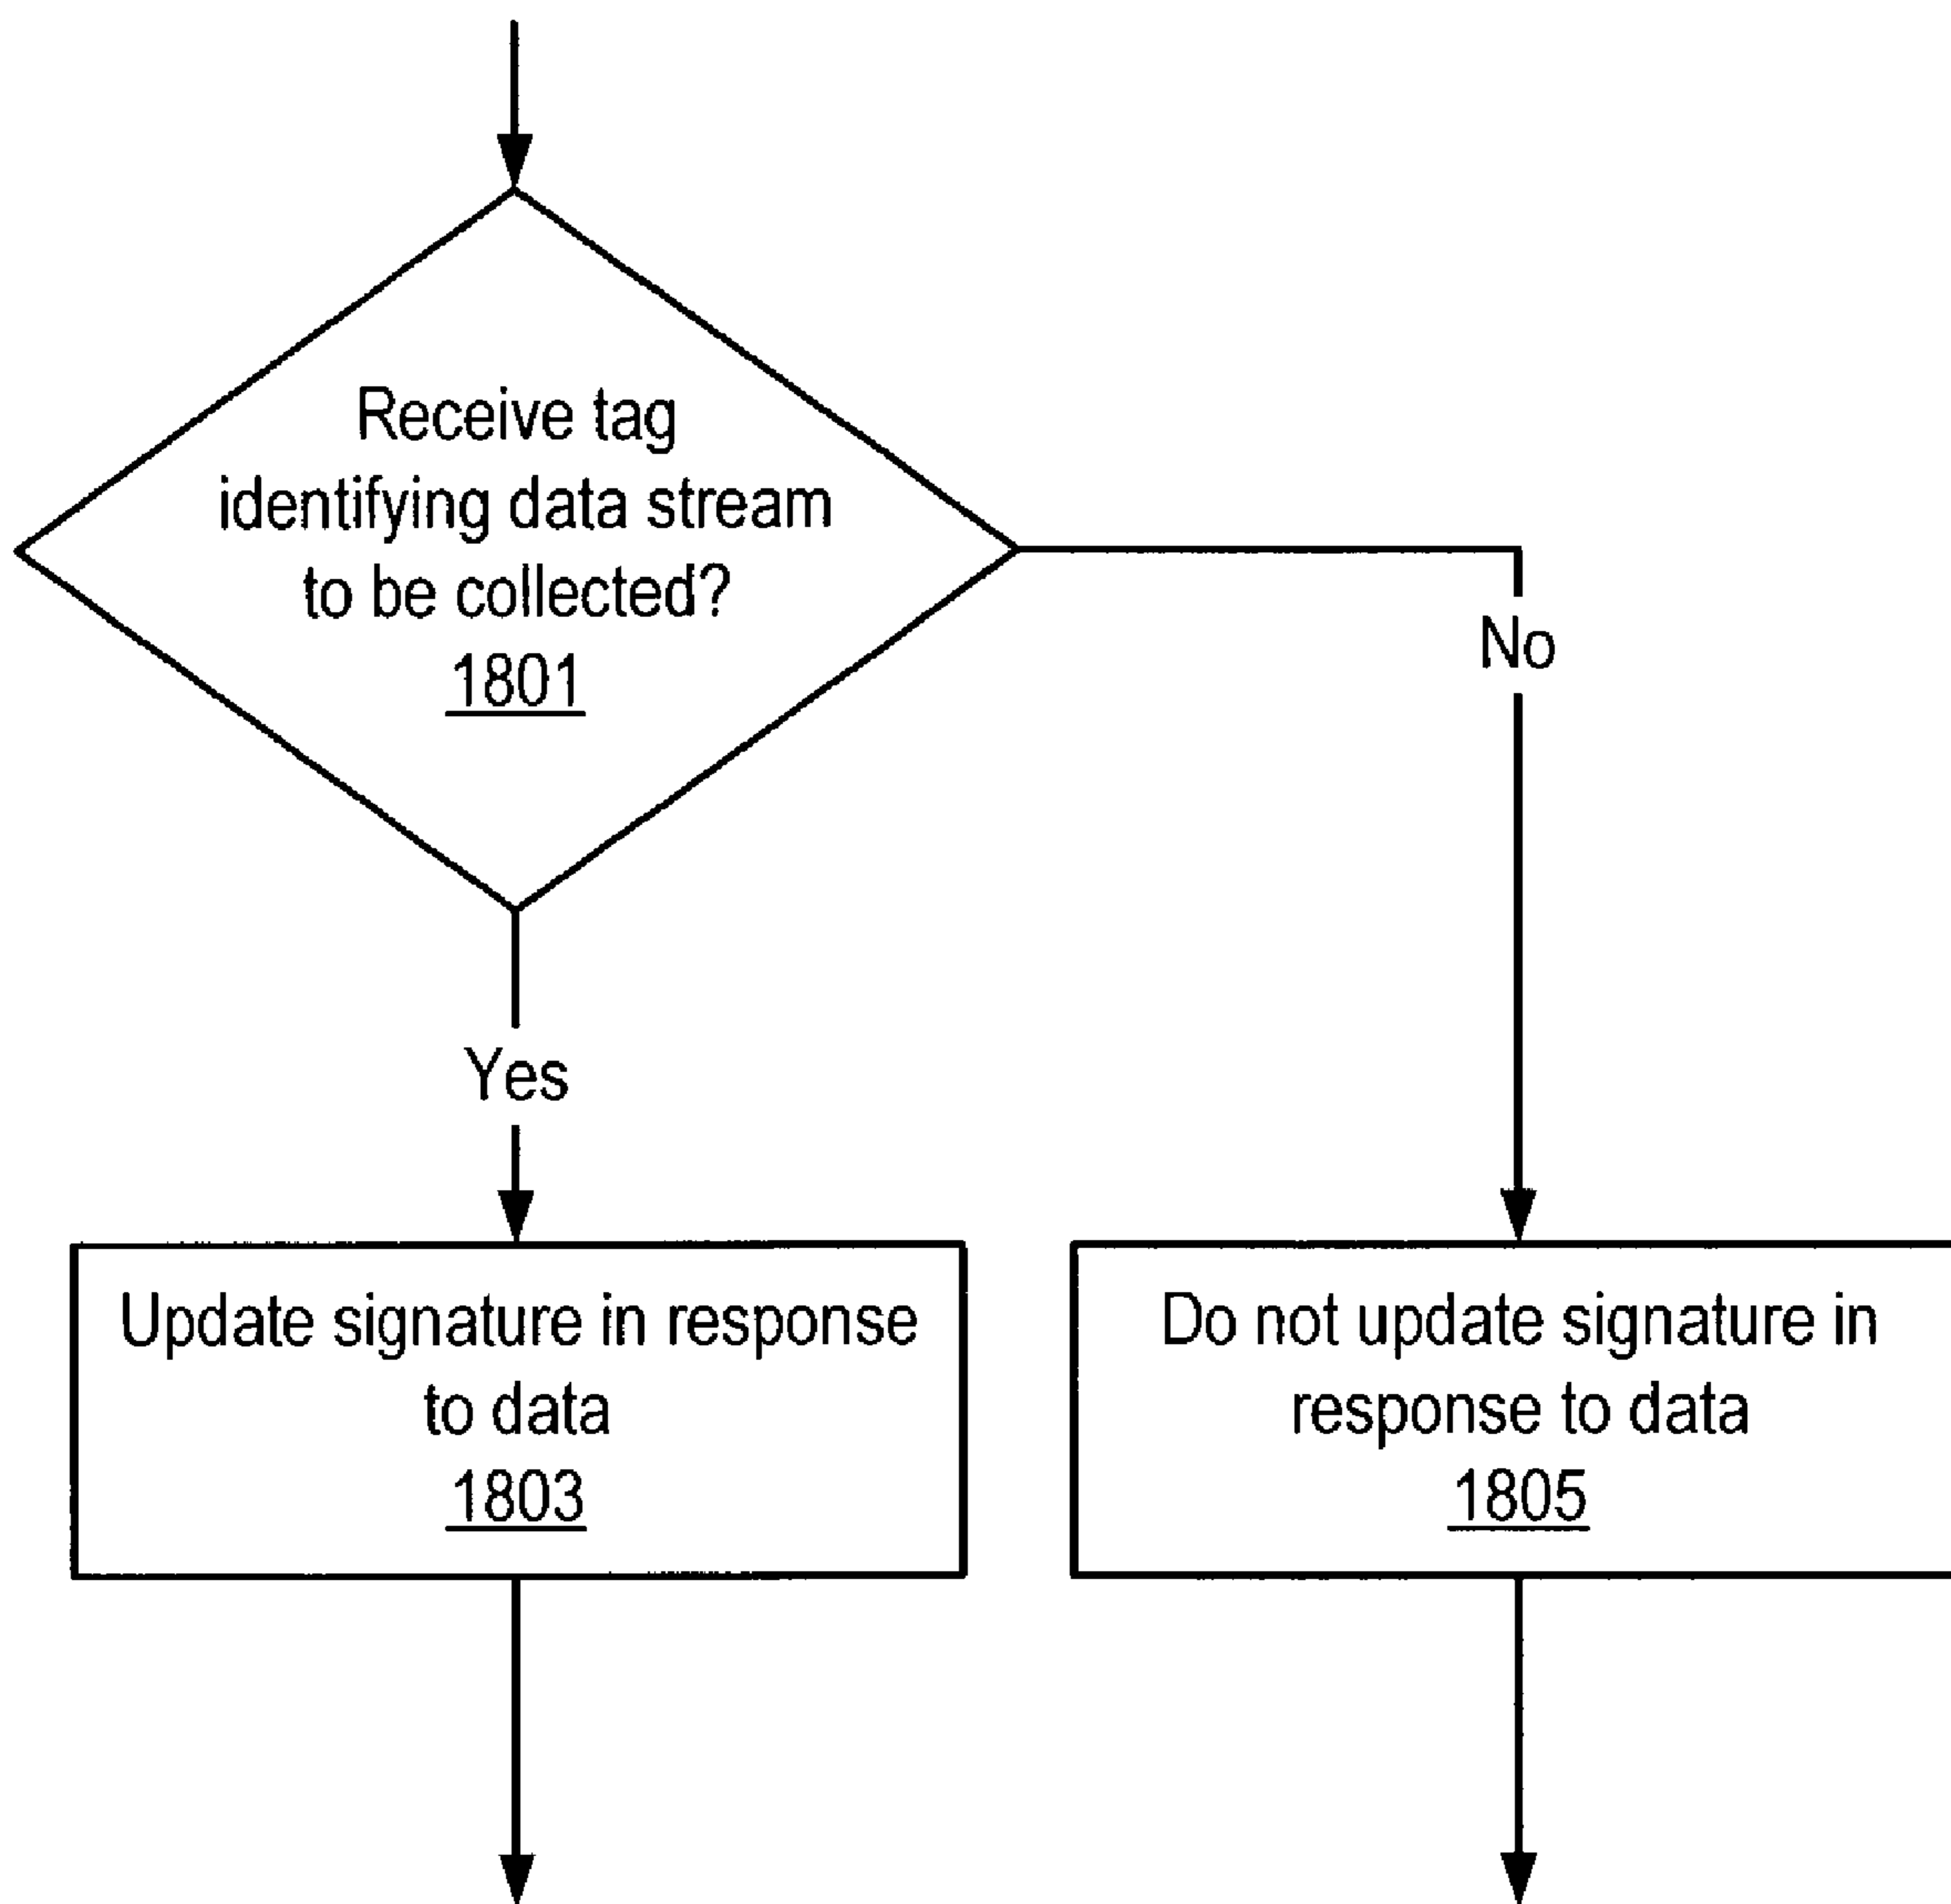 Receive tag
identifying data stream
to be collected?
1801
No
Yes
Update signature in response
to data
1803
Do not update signature in
response to data
1805